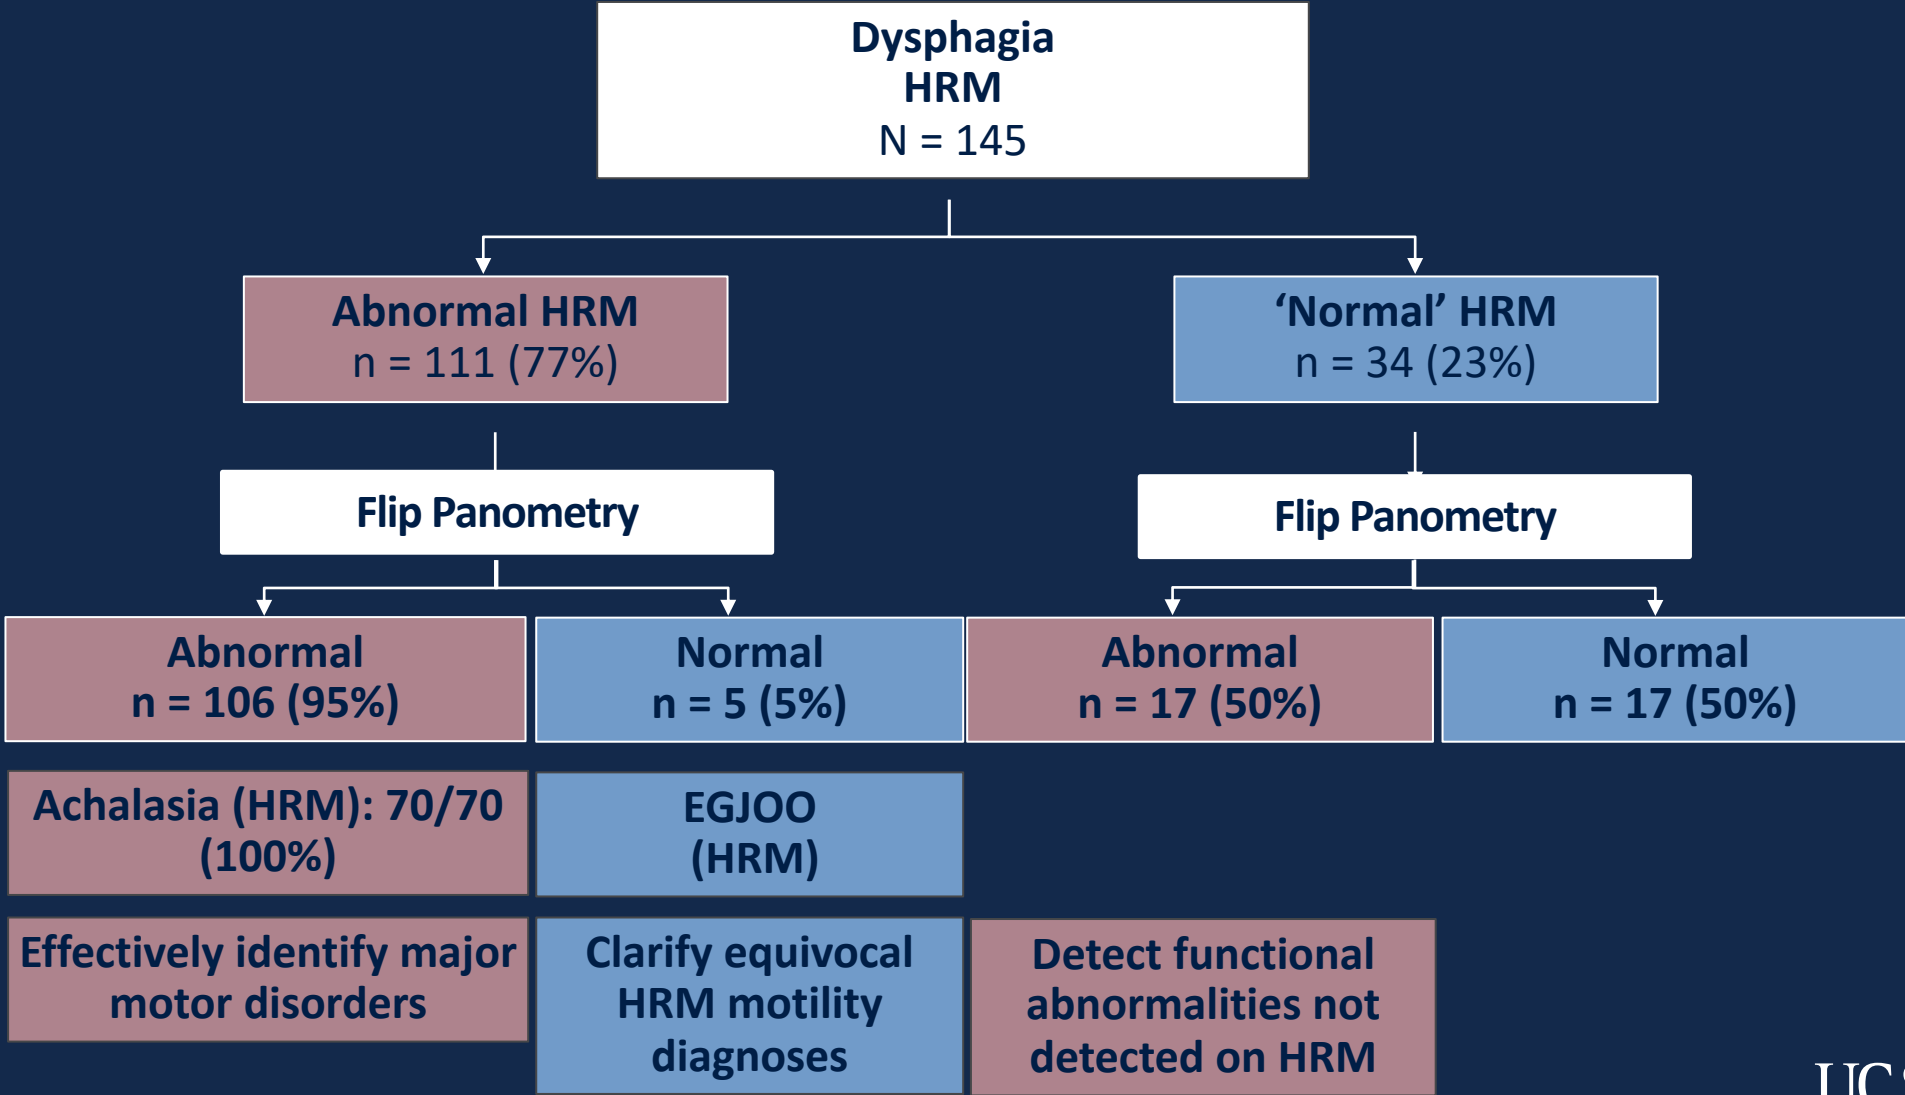 Dysphagia
HRM
N = 145
Abnormal HRM
n = 111 (77%)
‘Normal’ HRM
n = 34 (23%)
Flip Panometry
Flip Panometry
Abnormal
n = 106 (95%)
Normal
n = 5 (5%)
Abnormal
n = 17 (50%)
Normal
n = 17 (50%)
Achalasia (HRM): 70/70
(100%)
EGJOO
(HRM)
Effectively identify major
motor disorders
Clarify equivocal
HRM motility
diagnoses
Detect functional
abnormalities not
detected on HRM
UC